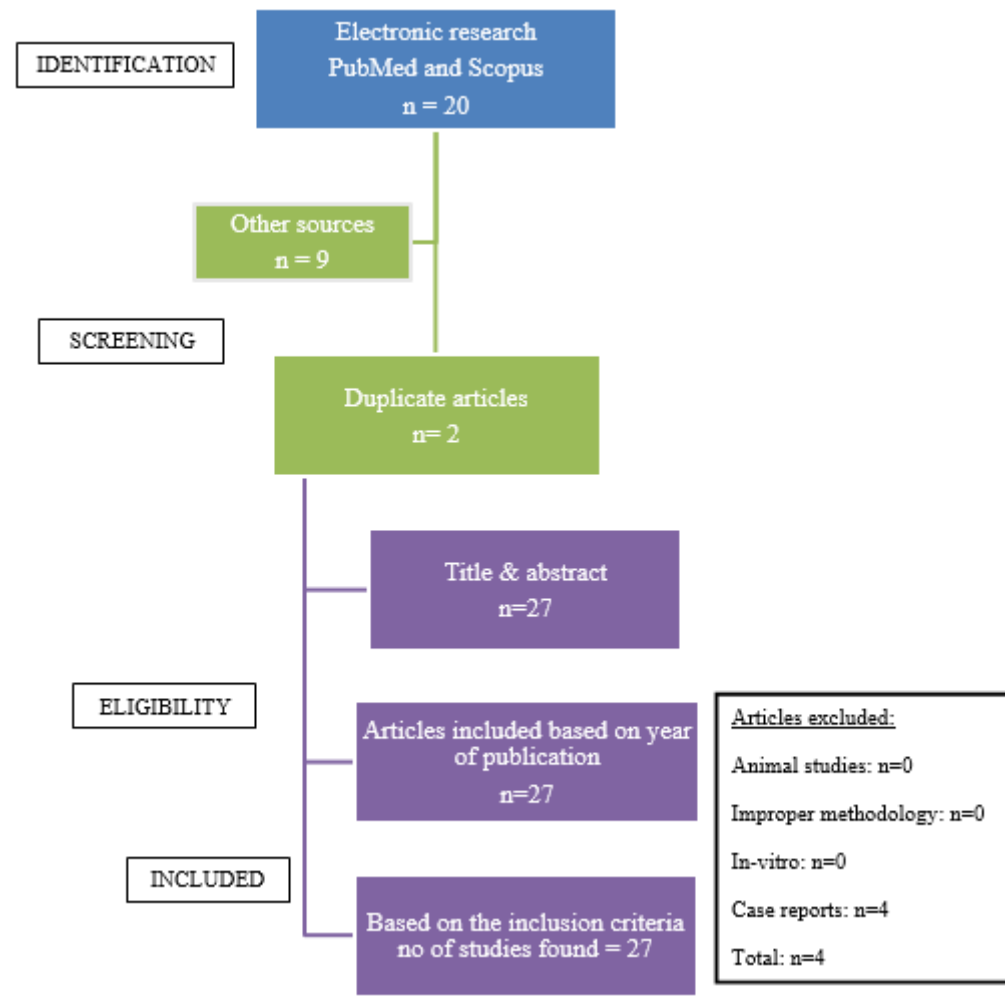 IDENTIFICATION
Electronic research
PubMed and Scopus
n = 20
Other sources
n = 9
SCREENING
Duplicate articles
n= 2
Title & abstract
n=27
ELIGIBILITY
Articles included based on year
of publication
n=27
Articles excluded:
Animal studies: n=0
Improper methodology: n=0
In-vitro: n=0
Case reports: n=4
Total: n=4
INCLUDED
Based on the inclusion criteria
no of studies found = 27